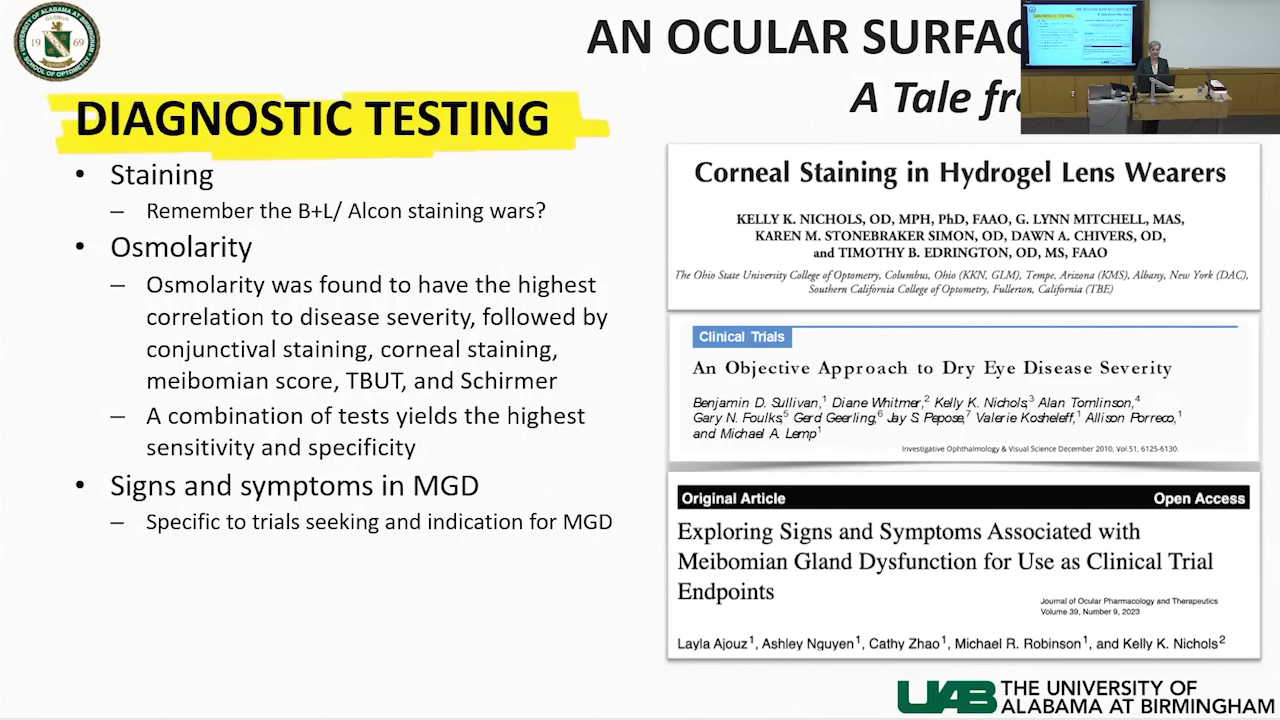 UNIVERSITY OF ALABAMA AT BIRMINGHAM
SCHOOL OF OPTOMETRY
1969
AN OCULAR SURFAC
A Tale fr
DIAGNOSTIC TESTING
• Staining
– Remember the B+L/ Alcon staining wars?
• Osmolarity
– Osmolarity was found to have the highest
correlation to disease severity, followed by
conjunctival staining, corneal staining,
meibomian score, TBUT, and Schirmer
– A combination of tests yields the highest
sensitivity and specificity
• Signs and symptoms in MGD
– Specific to trials seeking and indication for MGD
Corneal Staining in Hydrogel Lens Wearers
KELLY K. NICHOLS, OD, MPH, PhD, FAAO, G. LYNN MITCHELL, MAS,
KAREN M. STONEBRAKER SIMON, OD, DAWN A. CHIVERS, OD,
and TIMOTHY B. EDRINGTON, OD, MS, FAAO
The Ohio State University College of Optometry, Columbus, Ohio (KKN, GLM), Tempe, Arizona (KMS), Albany, New York (DAC),
Southern California College of Optometry, Fullerton, California (TBE)
Clinical Trials
An Objective Approach to Dry Eye Disease Severity
Benjamin D. Sullivan,1 Diane Whitmer,2 Kelly K. Nichols,3 Alan Tomlinson,4
Gary N. Foulks,5 Gerd Geerling,6 Jay S. Pepose,7 Valerie Kosheleff,1 Allison Porreco,1
and Michael A. Lemp1
Investigative Ophthalmology & Visual Science December 2010, Vol.51, 6125-6130.
Original Article Open Access
Exploring Signs and Symptoms Associated with
Meibomian Gland Dysfunction for Use as Clinical Trial
Endpoints
Journal of Ocular Pharmacology and Therapeutics
Volume 39, Number 9, 2023
Layla Ajouz1, Ashley Nguyen1, Cathy Zhao1, Michael R. Robinson1, and Kelly K. Nichols2
UAB THE UNIVERSITY OF
ALABAMA AT BIRMINGHAM